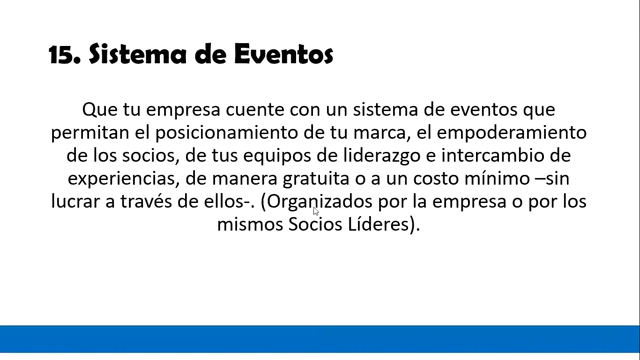 15. Sistema de Eventos
Que tu empresa cuente con un sistema de eventos que
permitan el posicionamiento de tu marca, el empoderamiento
de los socios, de tus equipos de liderazgo e intercambio de
experiencias, de manera gratuita o a un costo mínimo –sin
lucrar a través de ellos-. (Organizados por la empresa o por los
mismos Socios Líderes).